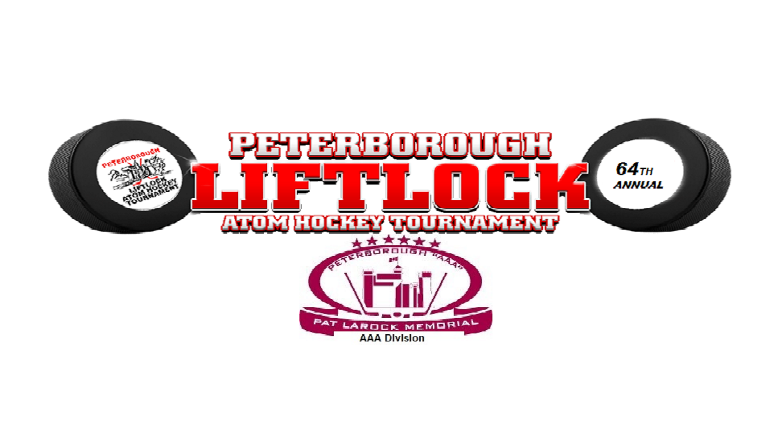 PETERBOROUGH
LIFTLOCK
ATOM HOCKEY TOURNAMENT
PETERBOROUGH
LIFTLOCK
ATOM HOCKEY
TOURNAMENT
64TH
ANNUAL
PETERBOROUGH "AAA"
PAT LAROCK MEMORIAL
AAA Division